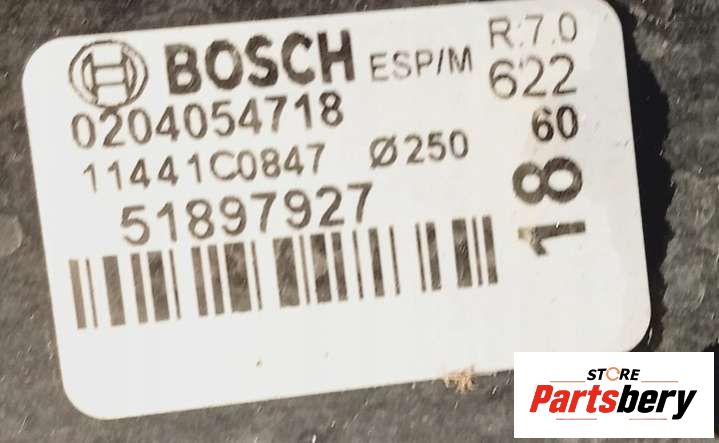 BOSCH ESP/M R:7.0
0204054718 622
11441C0847 Ø250 60
51897927 18
STORE
Partsbery